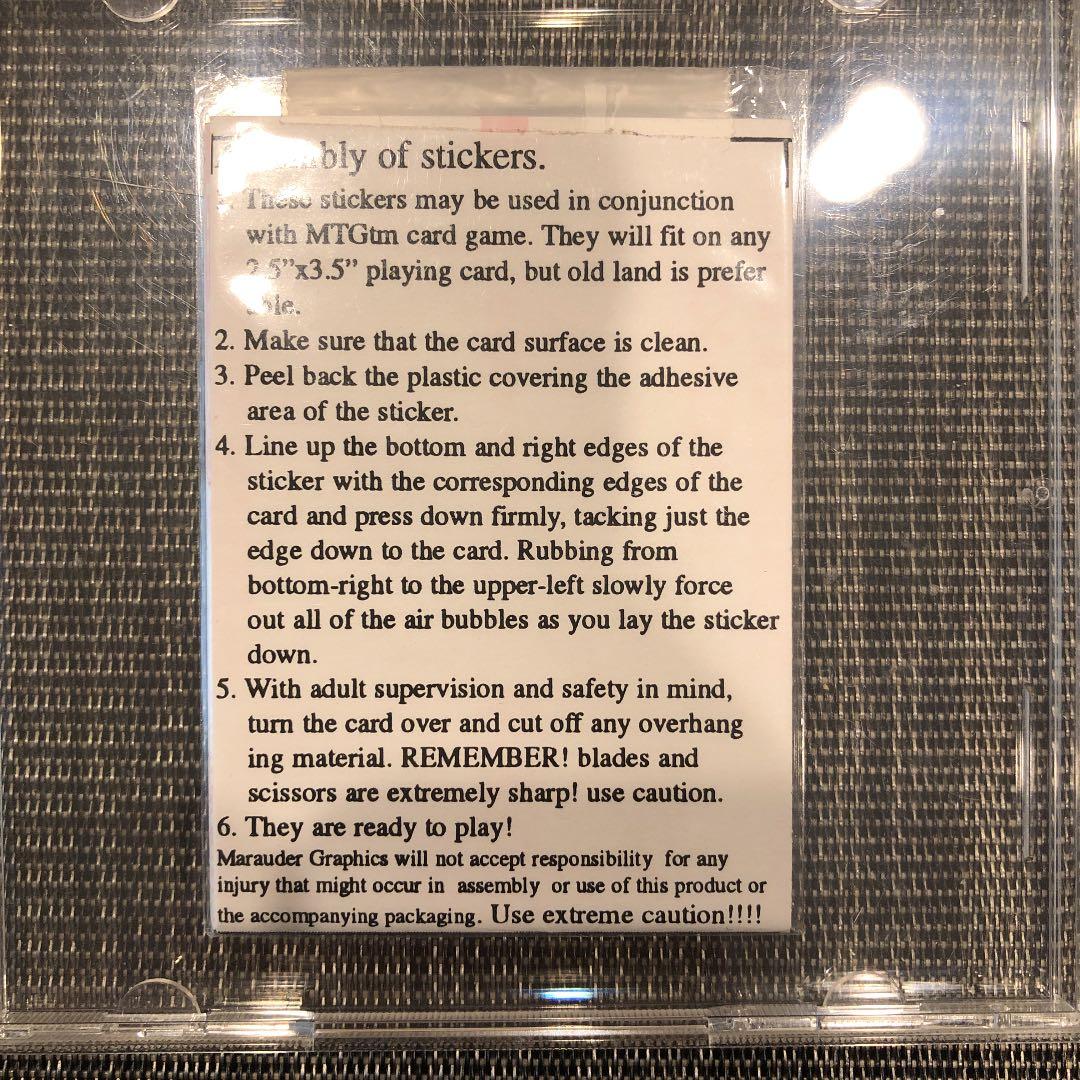 bly of stickers.
These stickers may be used in conjunction
with MTGtm card game. They will fit on any
2.5”x3.5” playing card, but old land is prefer
able.
2. Make sure that the card surface is clean.
3. Peel back the plastic covering the adhesive
area of the sticker.
4. Line up the bottom and right edges of the
sticker with the corresponding edges of the
card and press down firmly, tacking just the
edge down to the card. Rubbing from
bottom-right to the upper-left slowly force
out all of the air bubbles as you lay the sticker
down.
5. With adult supervision and safety in mind,
turn the card over and cut off any overhang
ing material. REMEMBER! blades and
scissors are extremely sharp! use caution.
6. They are ready to play!
Marauder Graphics will not accept responsibility for any
injury that might occur in assembly or use of this product or
the accompanying packaging. Use extreme caution!!!!